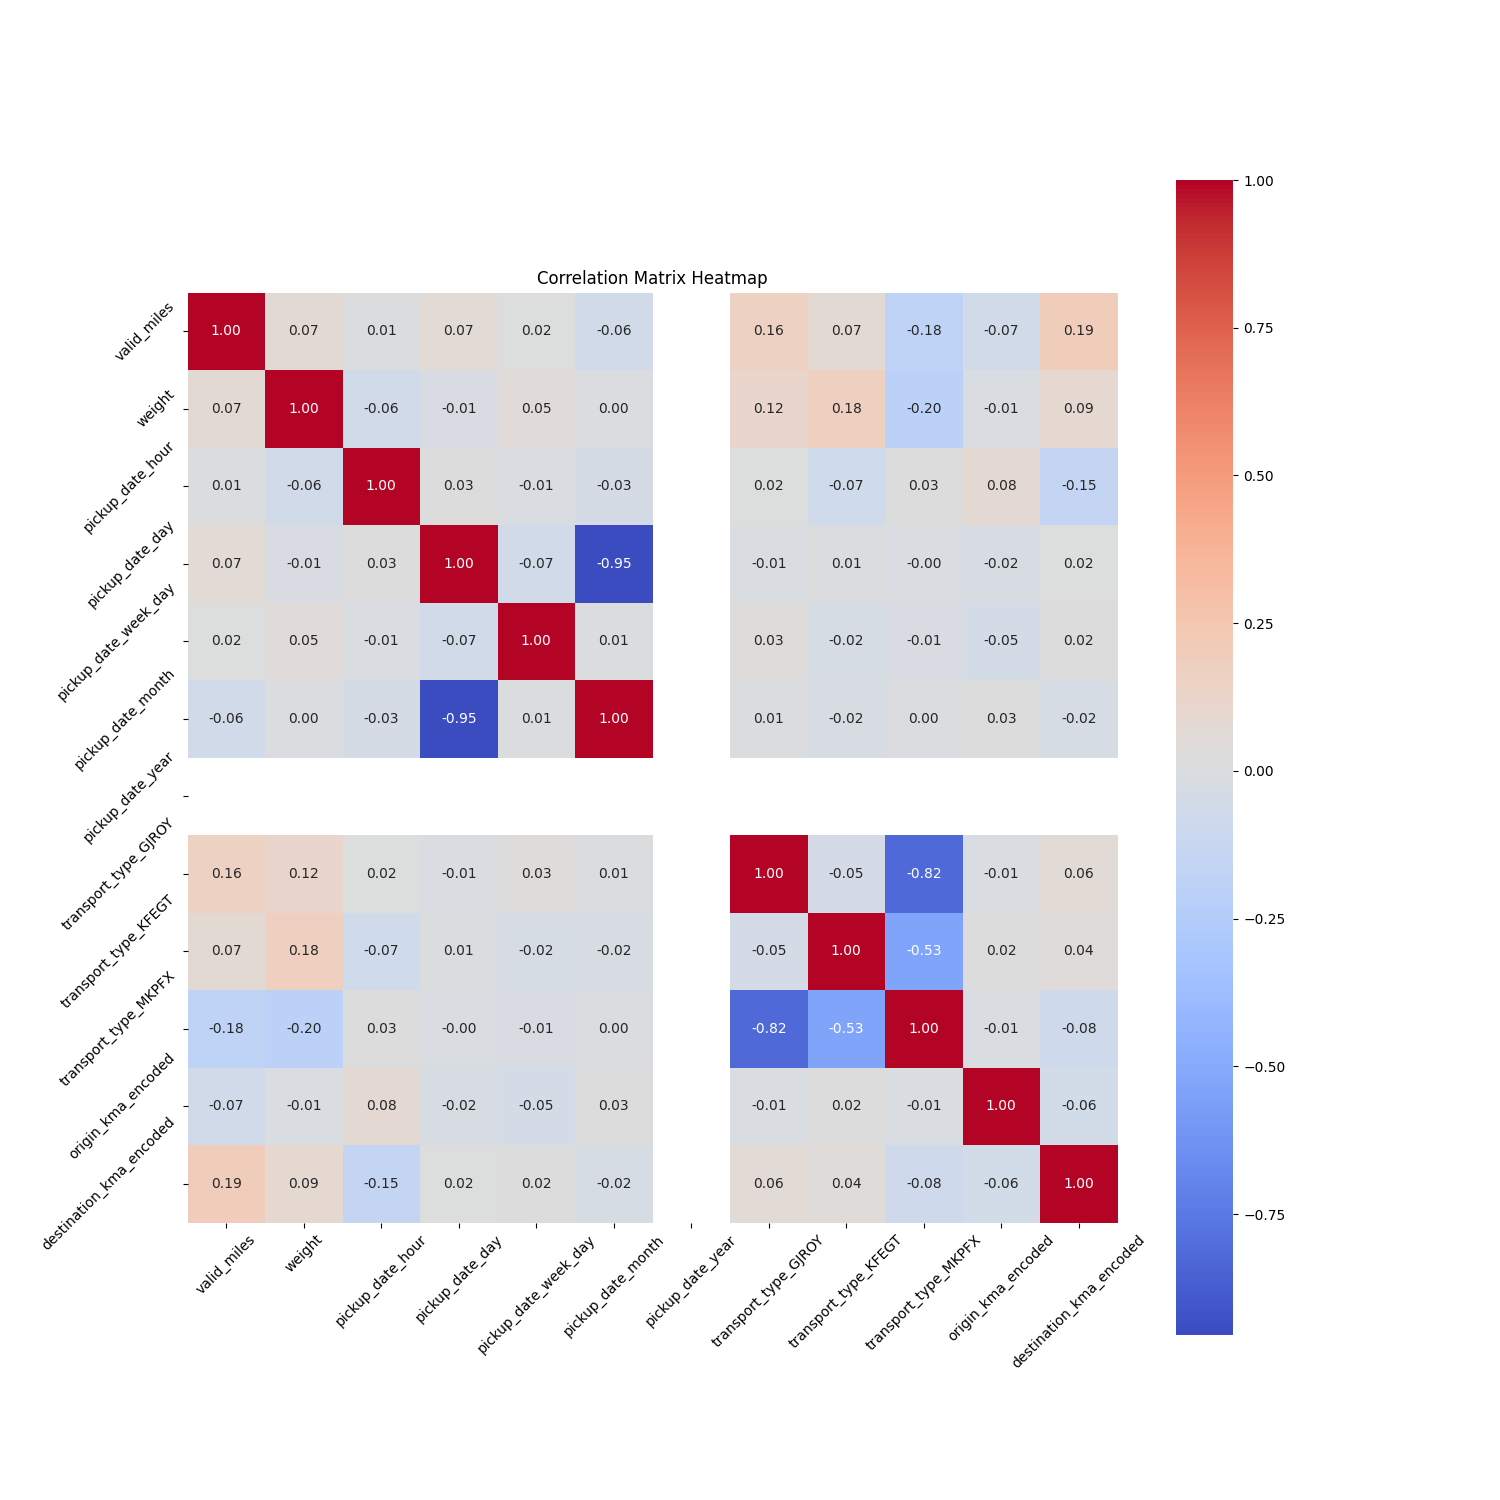 Correlation Matrix Heatmap
valid_miles 1.00 0.07 0.01 0.07 0.02 -0.06 0.16 0.07 -0.18 -0.07 0.19
weight 0.07 1.00 -0.06 -0.01 0.05 0.00 0.12 0.18 -0.20 -0.01 0.09
pickup_date_hour 0.01 -0.06 1.00 0.03 -0.01 -0.03 0.02 -0.07 0.03 0.08 -0.15
pickup_date_day 0.07 -0.01 0.03 1.00 -0.07 -0.95 -0.01 0.01 -0.00 -0.02 0.02
pickup_date_week_day 0.02 0.05 -0.01 -0.07 1.00 0.01 0.03 -0.02 -0.01 -0.05 0.02
pickup_date_month -0.06 0.00 -0.03 -0.95 0.01 1.00 0.01 -0.02 0.00 0.03 -0.02
pickup_date_year
transport_type_GJROY 0.16 0.12 0.02 -0.01 0.03 0.01 1.00 -0.05 -0.82 -0.01 0.06
transport_type_KFEGT 0.07 0.18 -0.07 0.01 -0.02 -0.02 -0.05 1.00 -0.53 0.02 0.04
transport_type_MKPFX -0.18 -0.20 0.03 -0.00 -0.01 0.00 -0.82 -0.53 1.00 -0.01 -0.08
origin_kma_encoded -0.07 -0.01 0.08 -0.02 -0.05 0.03 -0.01 0.02 -0.01 1.00 -0.06
destination_kma_encoded 0.19 0.09 -0.15 0.02 0.02 -0.02 0.06 0.04 -0.08 -0.06 1.00
valid_miles
weight
pickup_date_hour
pickup_date_day
pickup_date_week_day
pickup_date_month
pickup_date_year
transport_type_GJROY
transport_type_KFEGT
transport_type_MKPFX
origin_kma_encoded
destination_kma_encoded
1.00
0.75
0.50
0.25
0.00
−0.25
−0.50
−0.75